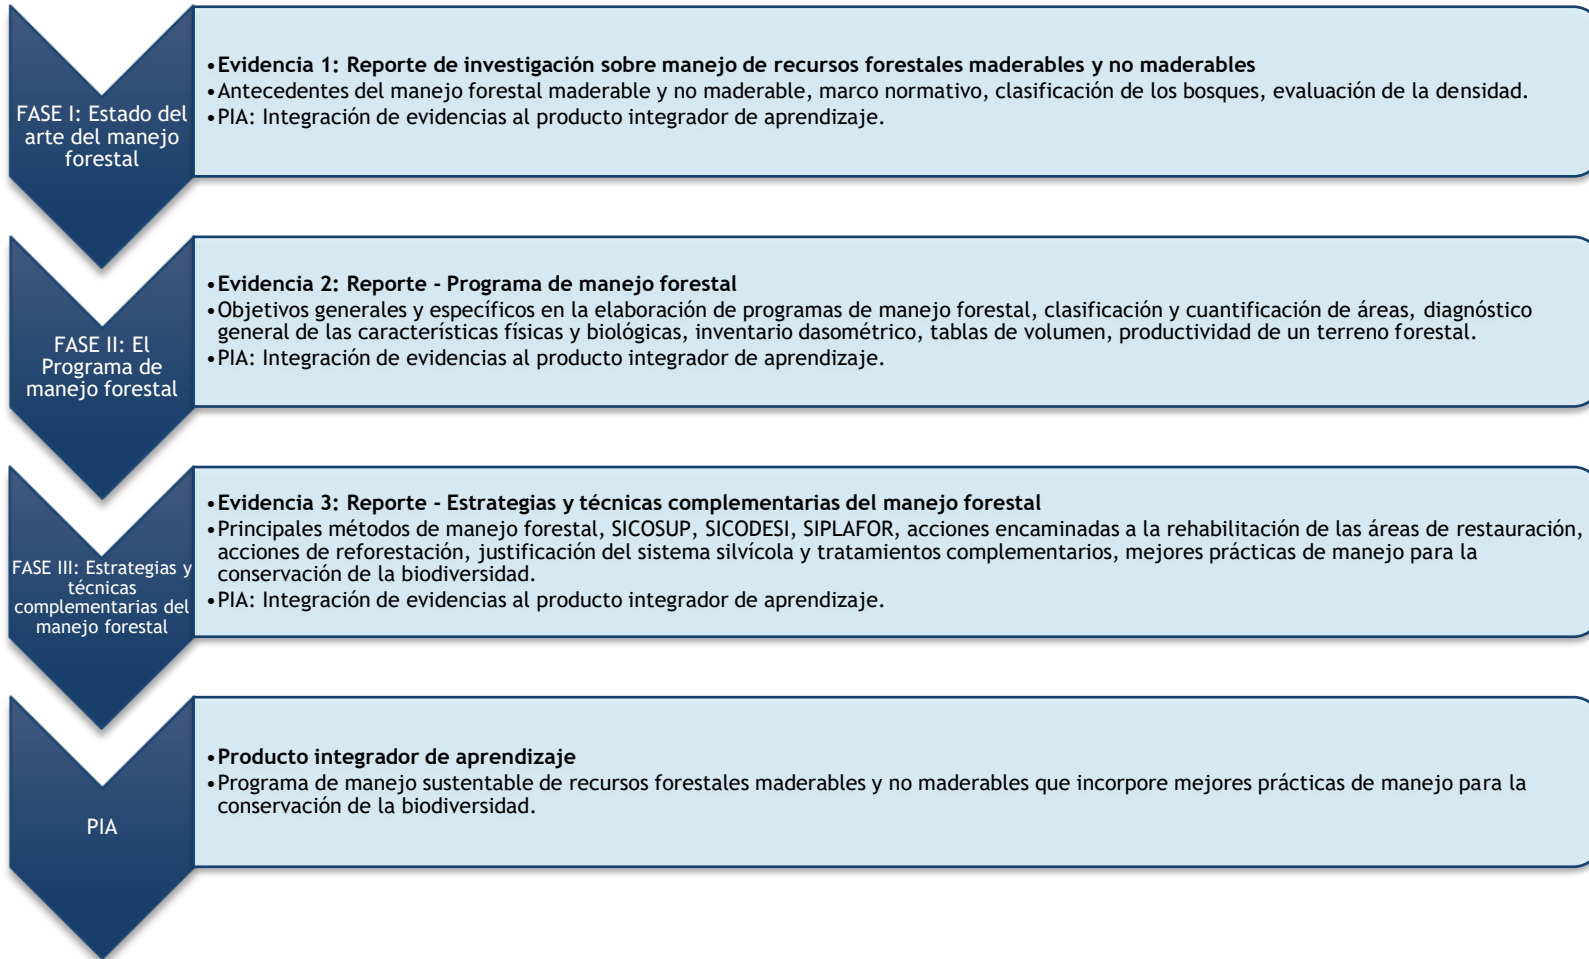 FASE I: Estado del
arte del manejo
forestal
•Evidencia 1: Reporte de investigación sobre manejo de recursos forestales maderables y no maderables
•Antecedentes del manejo forestal maderable y no maderable, marco normativo, clasificación de los bosques, evaluación de la densidad.
•PIA: Integración de evidencias al producto integrador de aprendizaje.
FASE II: El
Programa de
manejo forestal
•Evidencia 2: Reporte - Programa de manejo forestal
•Objetivos generales y específicos en la elaboración de programas de manejo forestal, clasificación y cuantificación de áreas, diagnóstico
general de las características físicas y biológicas, inventario dasométrico, tablas de volumen, productividad de un terreno forestal.
•PIA: Integración de evidencias al producto integrador de aprendizaje.
FASE III: Estrategias y
técnicas
complementarias del
manejo forestal
•Evidencia 3: Reporte - Estrategias y técnicas complementarias del manejo forestal
•Principales métodos de manejo forestal, SICOSUP, SICODESI, SIPLAFOR, acciones encaminadas a la rehabilitación de las áreas de restauración,
acciones de reforestación, justificación del sistema silvícola y tratamientos complementarios, mejores prácticas de manejo para la
conservación de la biodiversidad.
•PIA: Integración de evidencias al producto integrador de aprendizaje.
PIA
•Producto integrador de aprendizaje
•Programa de manejo sustentable de recursos forestales maderables y no maderables que incorpore mejores prácticas de manejo para la
conservación de la biodiversidad.